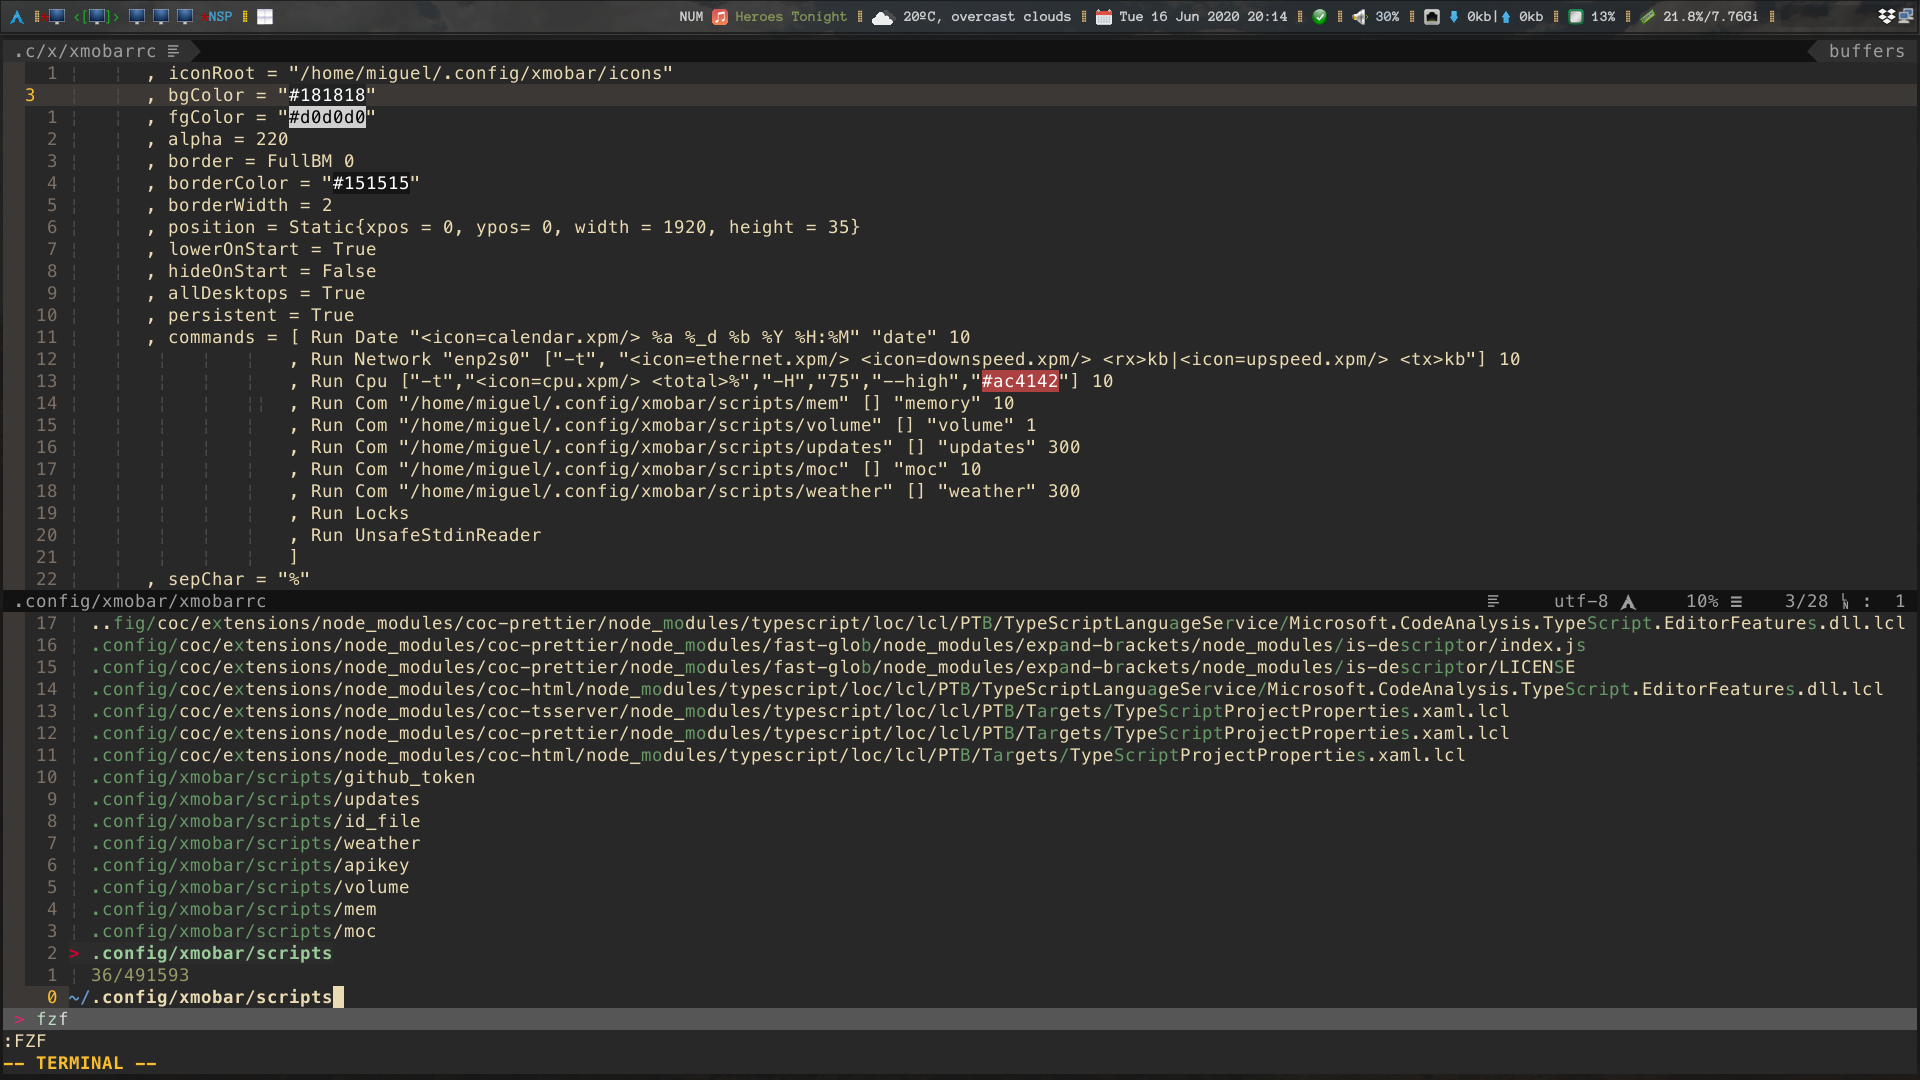 NSP NUM Heroes Tonight 20ºC, overcast clouds Tue 16 Jun 2020 20:14 30% 0kb| 0kb 13% 21.8%/7.76Gi
.c/x/xmobarrc buffers
1 , iconRoot = "/home/miguel/.config/xmobar/icons"
3 , bgColor = "#181818"
1 , fgColor = "#d0d0d0"
2 , alpha = 220
3 , border = FullBM 0
4 , borderColor = "#151515"
5 , borderWidth = 2
6 , position = Static{xpos = 0, ypos= 0, width = 1920, height = 35}
7 , lowerOnStart = True
8 , hideOnStart = False
9 , allDesktops = True
10 , persistent = True
11 , commands = [ Run Date "<icon=calendar.xpm/> %a %_d %b %Y %H:%M" "date" 10
12 , Run Network "enp2s0" ["-t", "<icon=ethernet.xpm/> <icon=downspeed.xpm/> <rx>kb|<icon=upspeed.xpm/> <tx>kb"] 10
13 , Run Cpu ["-t","<icon=cpu.xpm/> <total>%","-H","75","--high","#ac4142"] 10
14 , Run Com "/home/miguel/.config/xmobar/scripts/mem" [] "memory" 10
15 , Run Com "/home/miguel/.config/xmobar/scripts/volume" [] "volume" 1
16 , Run Com "/home/miguel/.config/xmobar/scripts/updates" [] "updates" 300
17 , Run Com "/home/miguel/.config/xmobar/scripts/moc" [] "moc" 10
18 , Run Com "/home/miguel/.config/xmobar/scripts/weather" [] "weather" 300
19 , Run Locks
20 , Run UnsafeStdinReader
21 ]
22 , sepChar = "%"
.config/xmobar/xmobarrc utf-8 10% 3/28 : 1
17 ..fig/coc/extensions/node_modules/coc-prettier/node_modules/typescript/loc/lcl/PTB/TypeScriptLanguageService/Microsoft.CodeAnalysis.TypeScript.EditorFeatures.dll.lcl
16 .config/coc/extensions/node_modules/coc-prettier/node_modules/fast-glob/node_modules/expand-brackets/node_modules/is-descriptor/index.js
15 .config/coc/extensions/node_modules/coc-prettier/node_modules/fast-glob/node_modules/expand-brackets/node_modules/is-descriptor/LICENSE
14 .config/coc/extensions/node_modules/coc-html/node_modules/typescript/loc/lcl/PTB/TypeScriptLanguageService/Microsoft.CodeAnalysis.TypeScript.EditorFeatures.dll.lcl
13 .config/coc/extensions/node_modules/coc-tsserver/node_modules/typescript/loc/lcl/PTB/Targets/TypeScriptProjectProperties.xaml.lcl
12 .config/coc/extensions/node_modules/coc-prettier/node_modules/typescript/loc/lcl/PTB/Targets/TypeScriptProjectProperties.xaml.lcl
11 .config/coc/extensions/node_modules/coc-html/node_modules/typescript/loc/lcl/PTB/Targets/TypeScriptProjectProperties.xaml.lcl
10 .config/xmobar/scripts/github_token
9 .config/xmobar/scripts/updates
8 .config/xmobar/scripts/id_file
7 .config/xmobar/scripts/weather
6 .config/xmobar/scripts/apikey
5 .config/xmobar/scripts/volume
4 .config/xmobar/scripts/mem
3 .config/xmobar/scripts/moc
2 > .config/xmobar/scripts
1 36/491593
0 ~/.config/xmobar/scripts
> fzf
:FZF
-- TERMINAL --